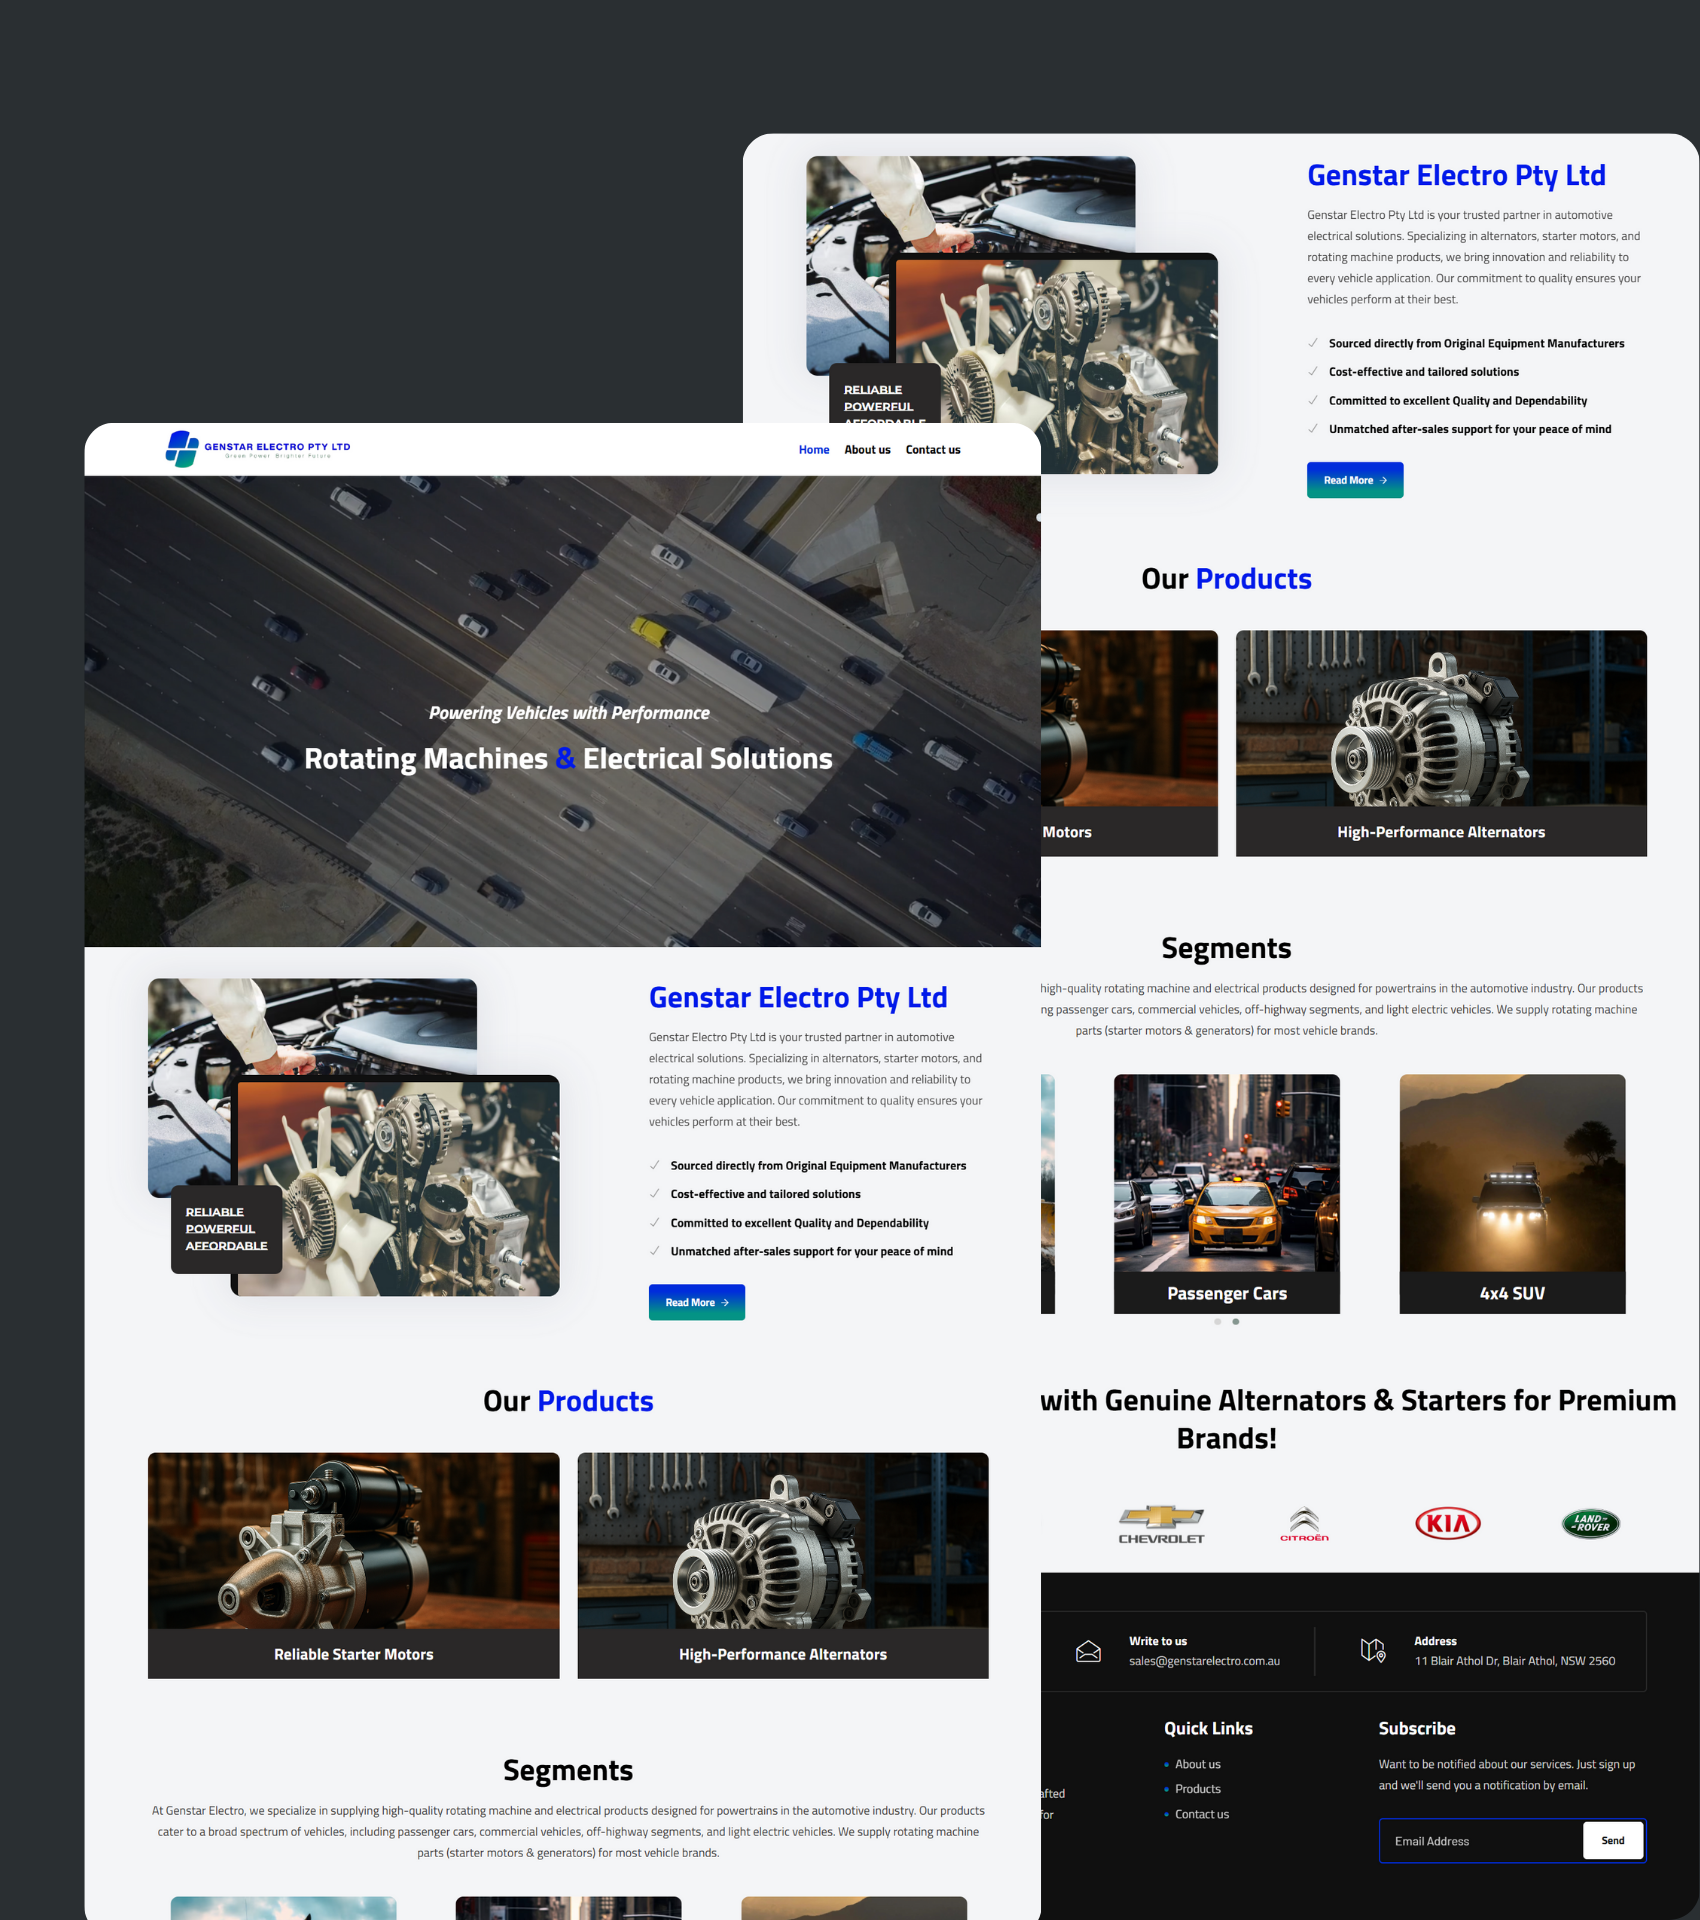 Genstar Electro Pty Ltd
Genstar Electro Pty Ltd is your trusted partner in automotive
electrical solutions. Specializing in alternators, starter motors, and
rotating machine products, we bring innovation and reliability to
every vehicle application. Our commitment to quality ensures your
vehicles perform at their best.
Sourced directly from Original Equipment Manufacturers
Cost-effective and tailored solutions
Committed to excellent Quality and Dependability
Unmatched after-sales support for your peace of mind
Read More
RELIABLE
POWERFUL
AFFORDABLE
Our Products
Motors
High-Performance Alternators
Segments
high-quality rotating machine and electrical products designed for powertrains in the automotive industry. Our products
ng passenger cars, commercial vehicles, off-highway segments, and light electric vehicles. We supply rotating machine
parts (starter motors & generators) for most vehicle brands.
Passenger Cars
4x4 SUV
with Genuine Alternators & Starters for Premium
Brands!
CHEVROLET
CITROËN
KIA
LAND-
-ROVER
Write to us
sales@genstarelectro.com.au
Address
11 Blair Athol Dr, Blair Athol, NSW 2560
afted
for
Quick Links
About us
Products
Contact us
Subscribe
Want to be notified about our services. Just sign up
and we'll send you a notification by email.
Email Address
Send
GENSTAR ELECTRO PTY LTD
Green Power Brighter Future
Home
About us
Contact us
Powering Vehicles with Performance
Rotating Machines & Electrical Solutions
RELIABLE
POWERFUL
AFFORDABLE
Genstar Electro Pty Ltd
Genstar Electro Pty Ltd is your trusted partner in automotive
electrical solutions. Specializing in alternators, starter motors, and
rotating machine products, we bring innovation and reliability to
every vehicle application. Our commitment to quality ensures your
vehicles perform at their best.
Sourced directly from Original Equipment Manufacturers
Cost-effective and tailored solutions
Committed to excellent Quality and Dependability
Unmatched after-sales support for your peace of mind
Read More
Our Products
Reliable Starter Motors
High-Performance Alternators
Segments
At Genstar Electro, we specialize in supplying high-quality rotating machine and electrical products designed for powertrains in the automotive industry. Our products
cater to a broad spectrum of vehicles, including passenger cars, commercial vehicles, off-highway segments, and light electric vehicles. We supply rotating machine
parts (starter motors & generators) for most vehicle brands.